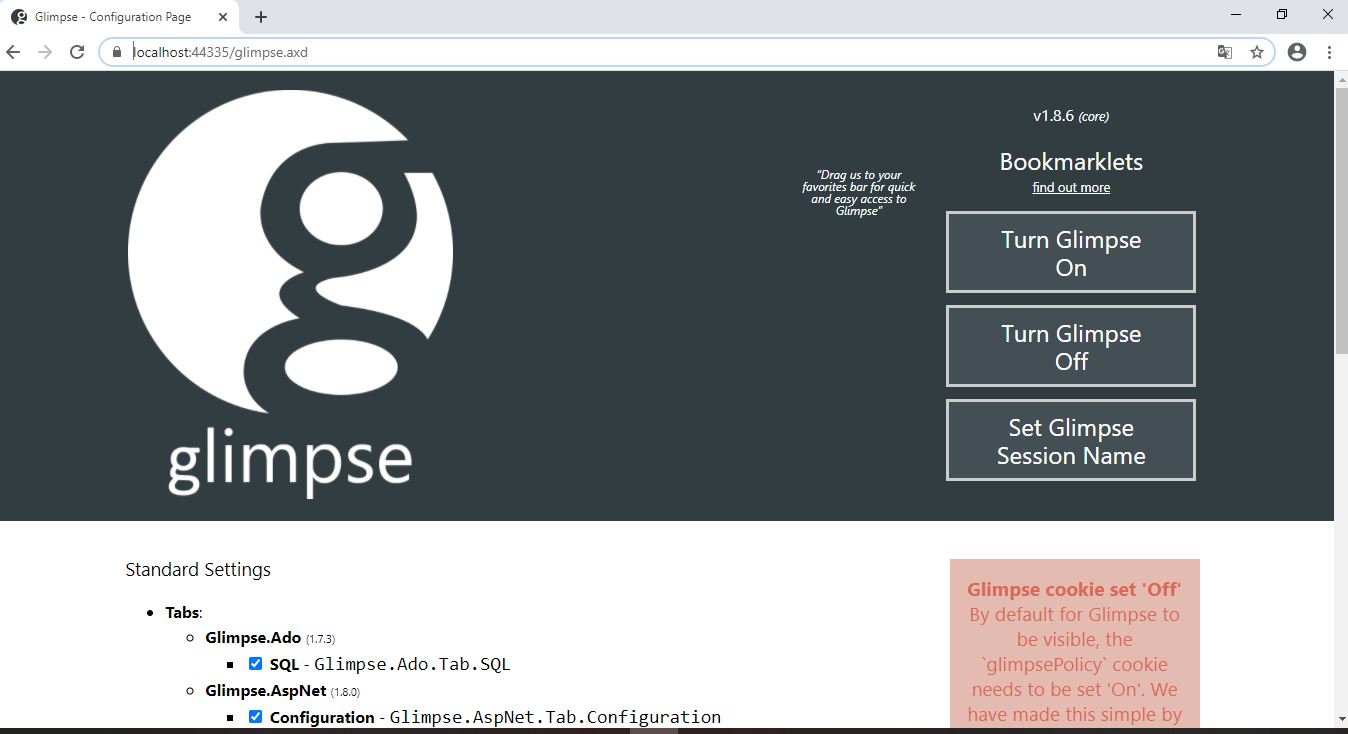 Glimpse - Configuration Page
localhost:44335/glimpse.axd
glimpse
v1.8.6 (core)
Bookmarklets
find out more
"Drag us to your
favorites bar for quick
and easy access to
Glimpse"
Turn Glimpse
On
Turn Glimpse
Off
Set Glimpse
Session Name
Standard Settings
Tabs:
Glimpse.Ado (1.7.3)
SQL - Glimpse.Ado.Tab.SQL
Glimpse.AspNet (1.8.0)
Configuration - Glimpse.AspNet.Tab.Configuration
Glimpse cookie set 'Off'
By default for Glimpse to
be visible, the
`glimpsePolicy` cookie
needs to be set 'On'. We
have made this simple by